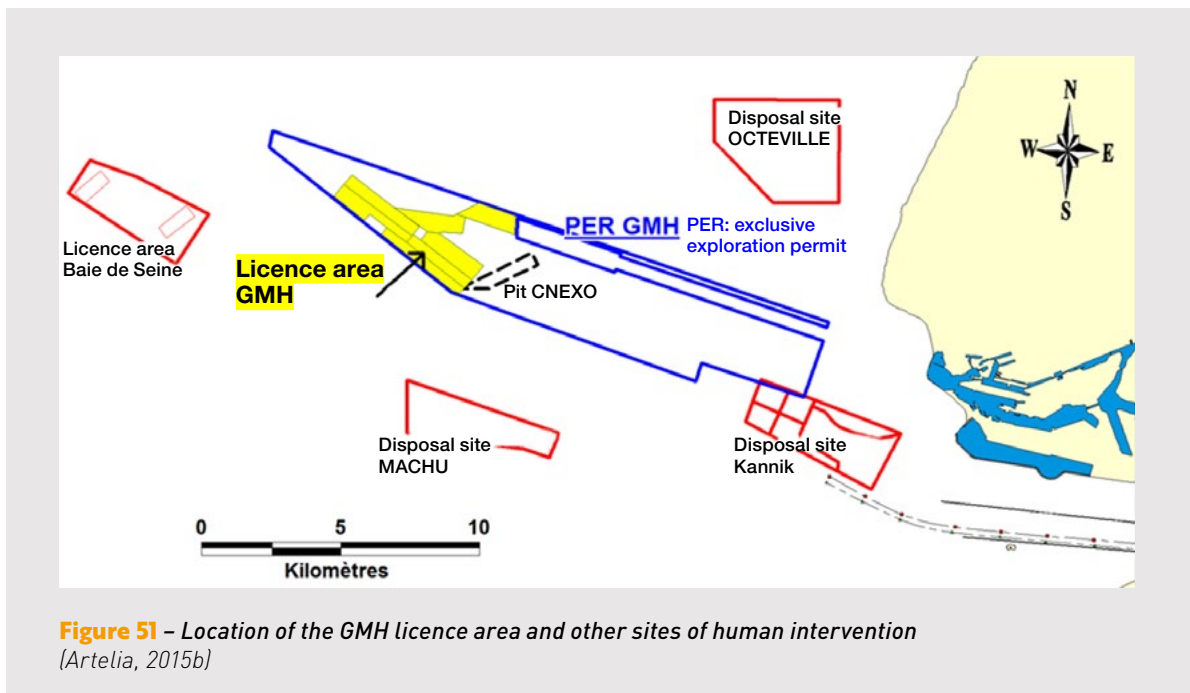 N
W E
S
Disposal site
OCTEVILLE
PER GMH PER: exclusive
exploration permit
Licence area
Baie de Seine
Licence area
GMH
Pit CNEXO
Disposal site
MACHU
Disposal site
Kannik
0 5 10
Kilomètres
Figure 51 – Location of the GMH licence area and other sites of human intervention
(Artelia, 2015b)